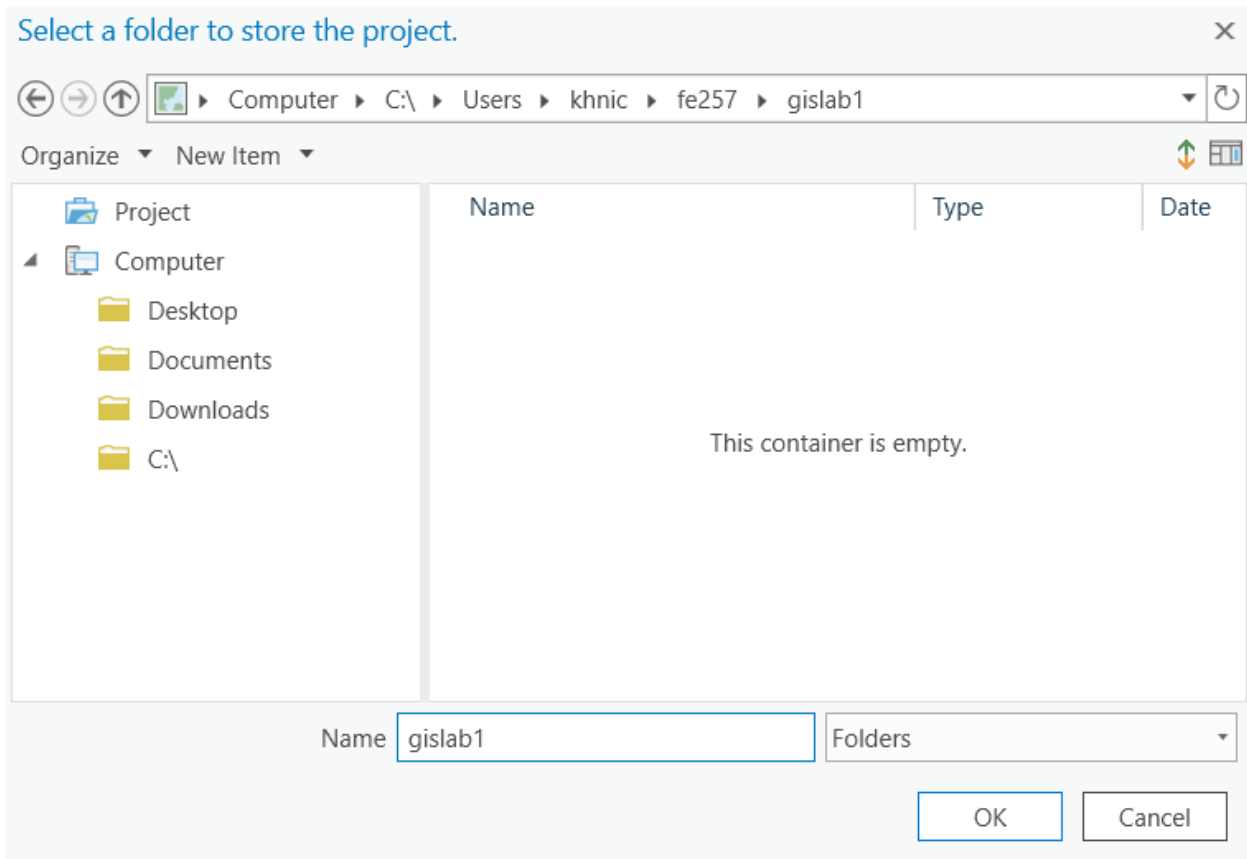 Select a folder to store the project.
Computer C:\ Users khnic fe257 gislab1
Organize New Item
Name Type Date
Project
Computer
Desktop
Documents
Downloads
C:\
This container is empty.
Name gislab1 Folders
OK Cancel